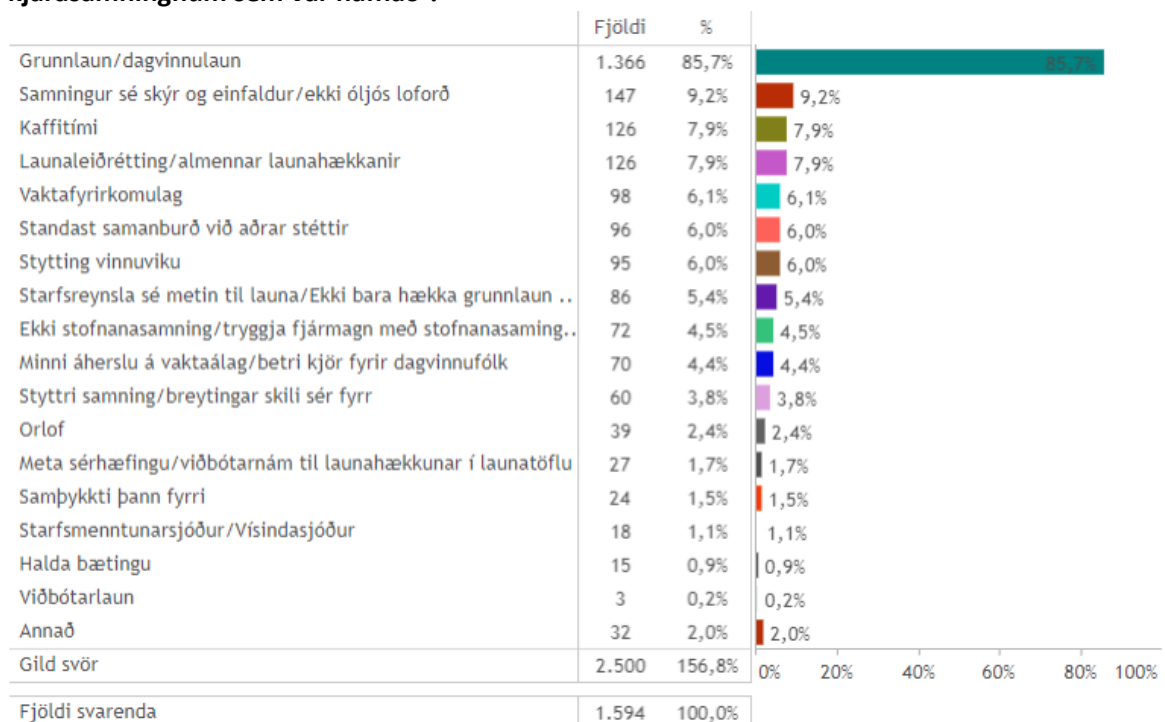 Fjöldi %
Grunnlaun/dagvinnulaun 1.366 85,7% 85,7%
Samningur sé skýr og einfaldur/ekki óljós loforð 147 9,2% 9,2%
Kaffitími 126 7,9% 7,9%
Launaleiðrétting/almennar launahækkanir 126 7,9% 7,9%
Vaktafyrirkomulag 98 6,1% 6,1%
Standast samanburð við aðrar stéttir 96 6,0% 6,0%
Stytting vinnuviku 95 6,0% 6,0%
Starfsreynsla sé metin til launa/Ekki bara hækka grunnlaun .. 86 5,4% 5,4%
Ekki stofnanasamning/tryggja fjármagn með stofnanasaming.. 72 4,5% 4,5%
Minni áherslu á vaktaálag/betri kjör fyrir dagvinnufólk 70 4,4% 4,4%
Styttri samning/breytingar skili sér fyrr 60 3,8% 3,8%
Orlof 39 2,4% 2,4%
Meta sérhæfingu/viðbótarnám til launahækkunar í launatöflu 27 1,7% 1,7%
Samþykkti þann fyrri 24 1,5% 1,5%
Starfsmenntunarsjóður/Vísindasjóður 18 1,1% 1,1%
Halda bætingu 15 0,9% 0,9%
Viðbótarlaun 3 0,2% 0,2%
Annað 32 2,0% 2,0%
Gild svör 2.500 156,8% 0% 20% 40% 60% 80% 100%
Fjöldi svarenda 1.594 100,0%